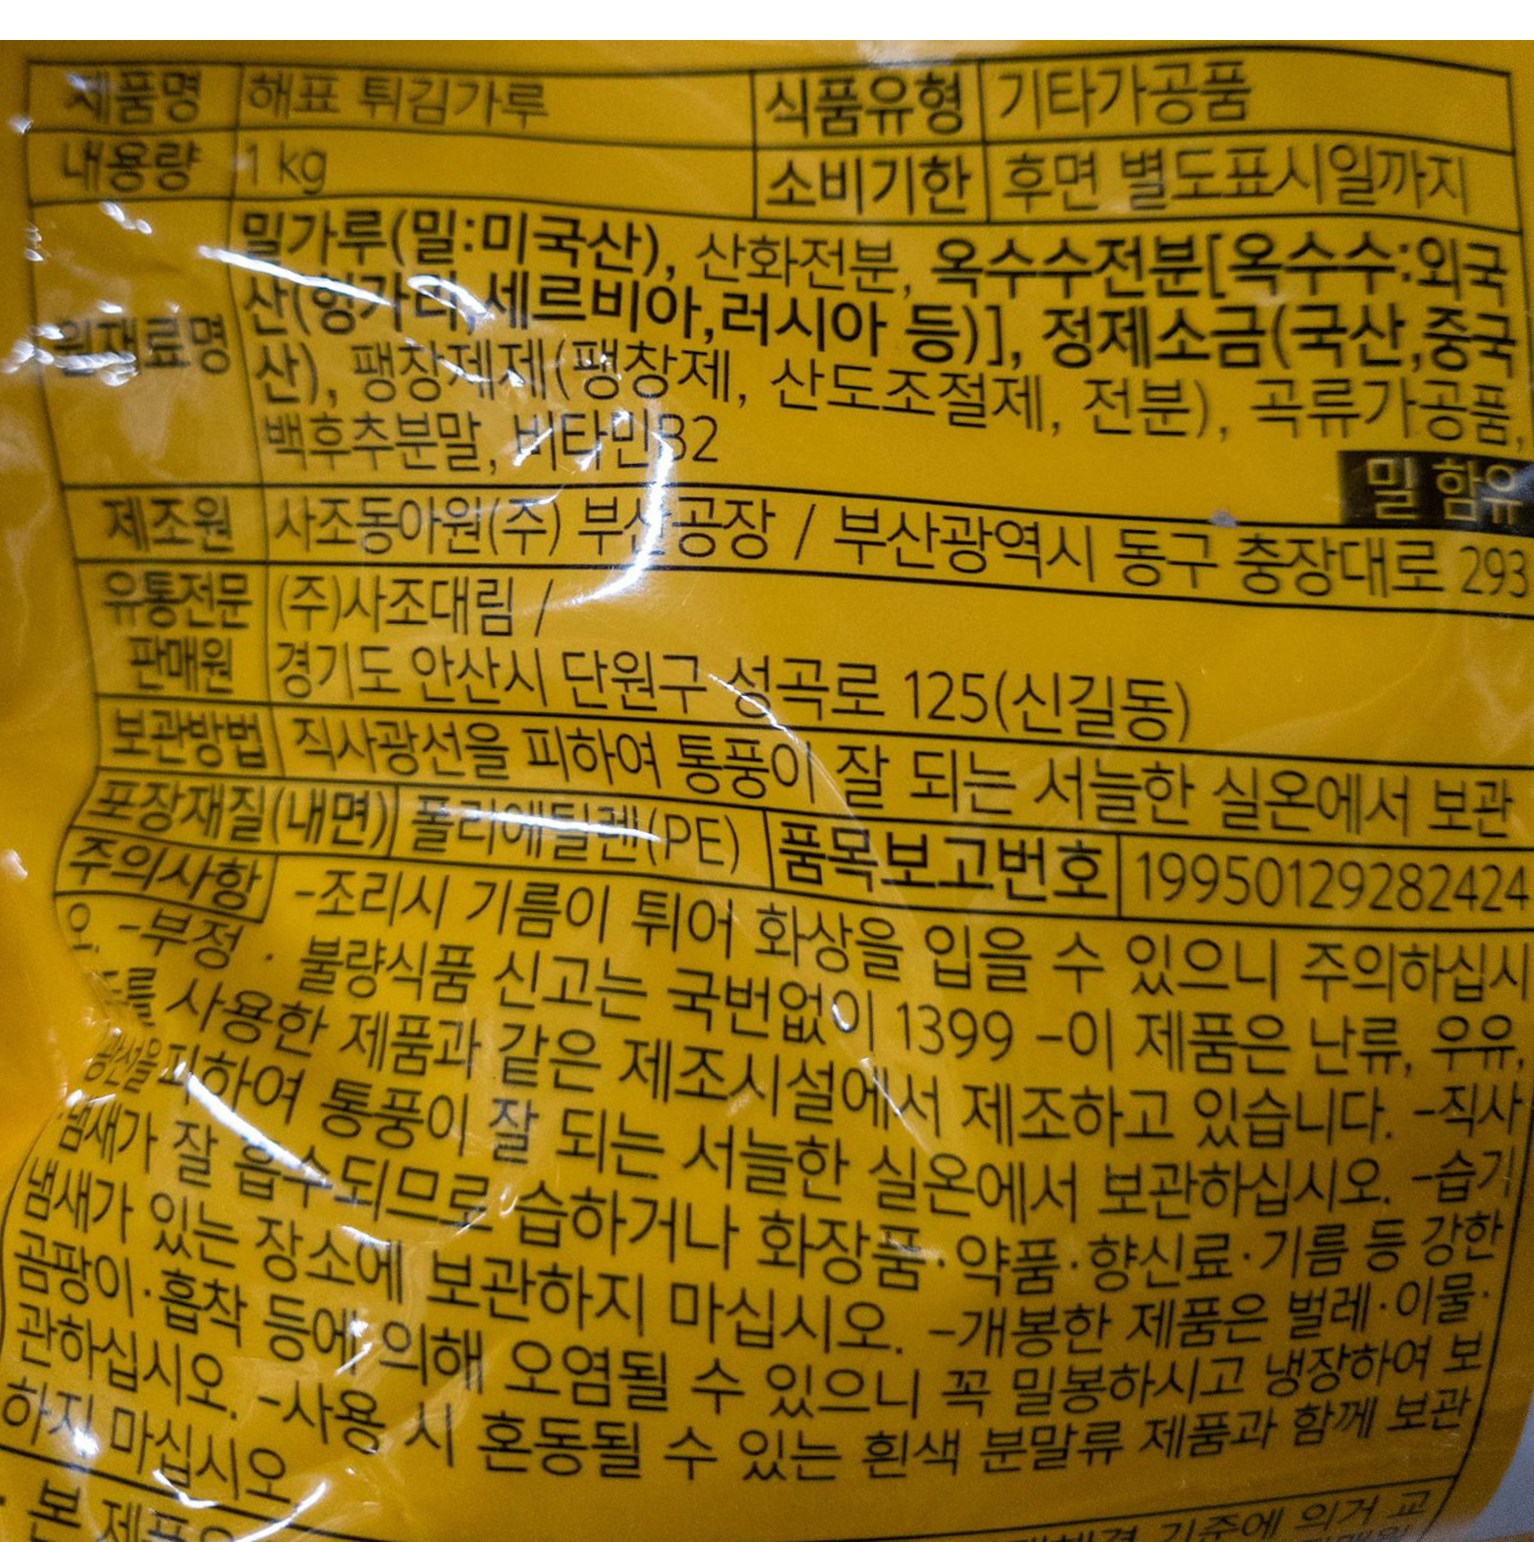 제품명 해표 튀김가루 식품유형 기타가공품
내용량 1 kg 소비기한 후면 별도표시일까지
원재료명 밀가루(밀:미국산), 산화전분, 옥수수전분[옥수수:외국
산(헝가리,세르비아,러시아 등)], 정제소금(국산,중국
산), 팽창제제(팽창제, 산도조절제, 전분), 곡류가공품,
백후추분말, 비타민B2
밀 함유
제조원 사조동아원(주) 부산공장 / 부산광역시 동구 충장대로 293
유통전문 (주)사조대림 /
판매원 경기도 안산시 단원구 성곡로 125(신길동)
보관방법 직사광선을 피하여 통풍이 잘 되는 서늘한 실온에서 보관
포장재질(내면) 폴리에틸렌(PE) 품목보고번호 19950129282424
주의사항 -조리시 기름이 튀어 화상을 입을 수 있으니 주의하십시
오. -부정·불량식품 신고는 국번없이 1399 -이 제품은 난류, 우유,
사용한 제품과 같은 제조시설에서 제조하고 있습니다. -직사
광선을 피하여 통풍이 잘 되는 서늘한 실온에서 보관하십시오. -습기
냄새가 잘 흡수되므로 습하거나 화장품·약품·향신료·기름 등 강한
냄새가 있는 장소에 보관하지 마십시오. -개봉한 제품은 벌레·이물·
곰팡이·흡착 등에 의해 오염될 수 있으니 꼭 밀봉하시고 냉장하여 보
관하십시오. -사용 시 혼동될 수 있는 흰색 분말류 제품과 함께 보관
하지 마십시오.
본 제품은 기준에 의거 교